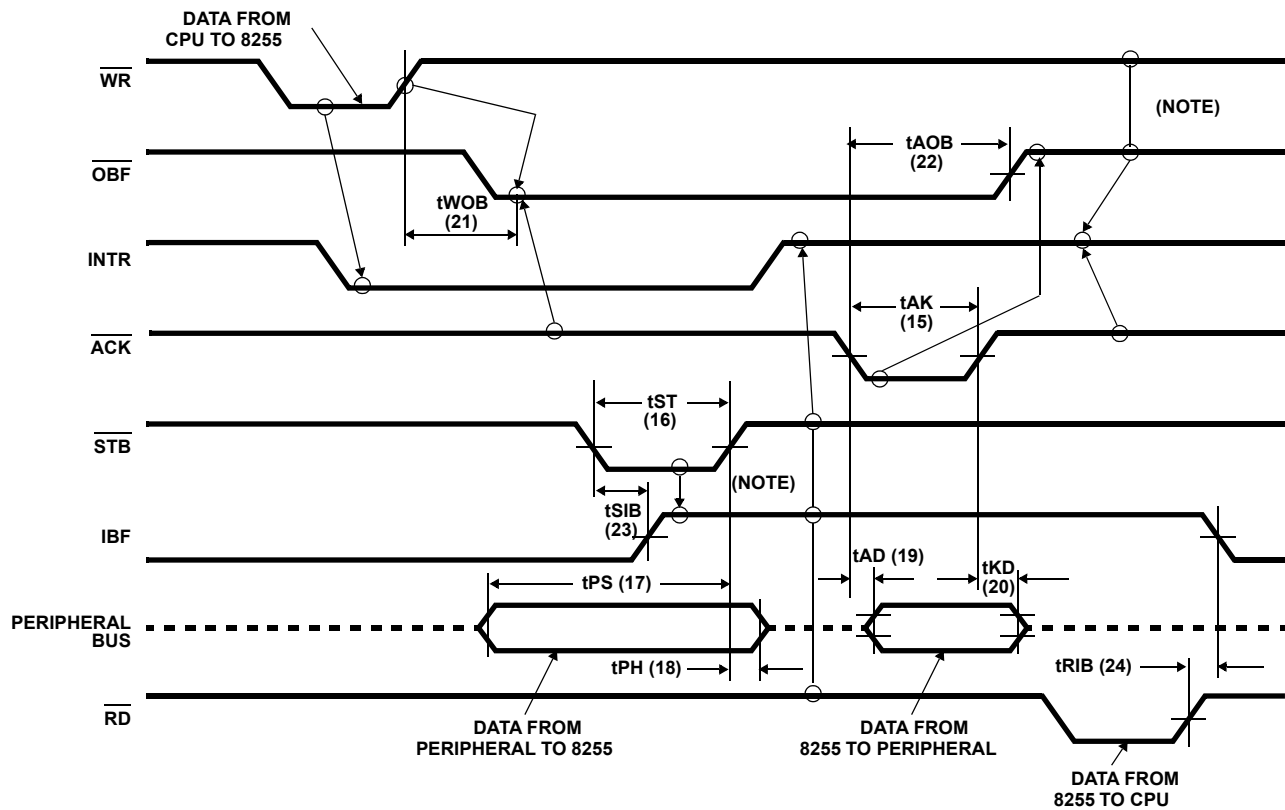 DATA FROM
CPU TO 8255
WR
(NOTE)
tAOB
(22)
OBF
tWOB
(21)
INTR
tAK
(15)
ACK
tST
(16)
STB
(NOTE)
tSIB
(23)
IBF
tAD (19)
tKD
(20)
tPS (17)
PERIPHERAL
BUS
tPH (18)
tRIB (24)
RD
DATA FROM
PERIPHERAL TO 8255
DATA FROM
8255 TO PERIPHERAL
DATA FROM
8255 TO CPU